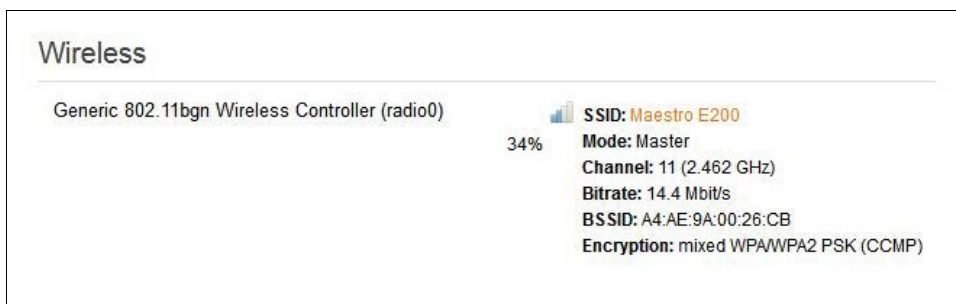 Wireless
Generic 802.11bgn Wireless Controller (radio0)
34%
SSID: Maestro E200
Mode: Master
Channel: 11 (2.462 GHz)
Bitrate: 14.4 Mbit/s
BSSID: A4:AE:9A:00:26:CB
Encryption: mixed WPA/WPA2 PSK (CCMP)